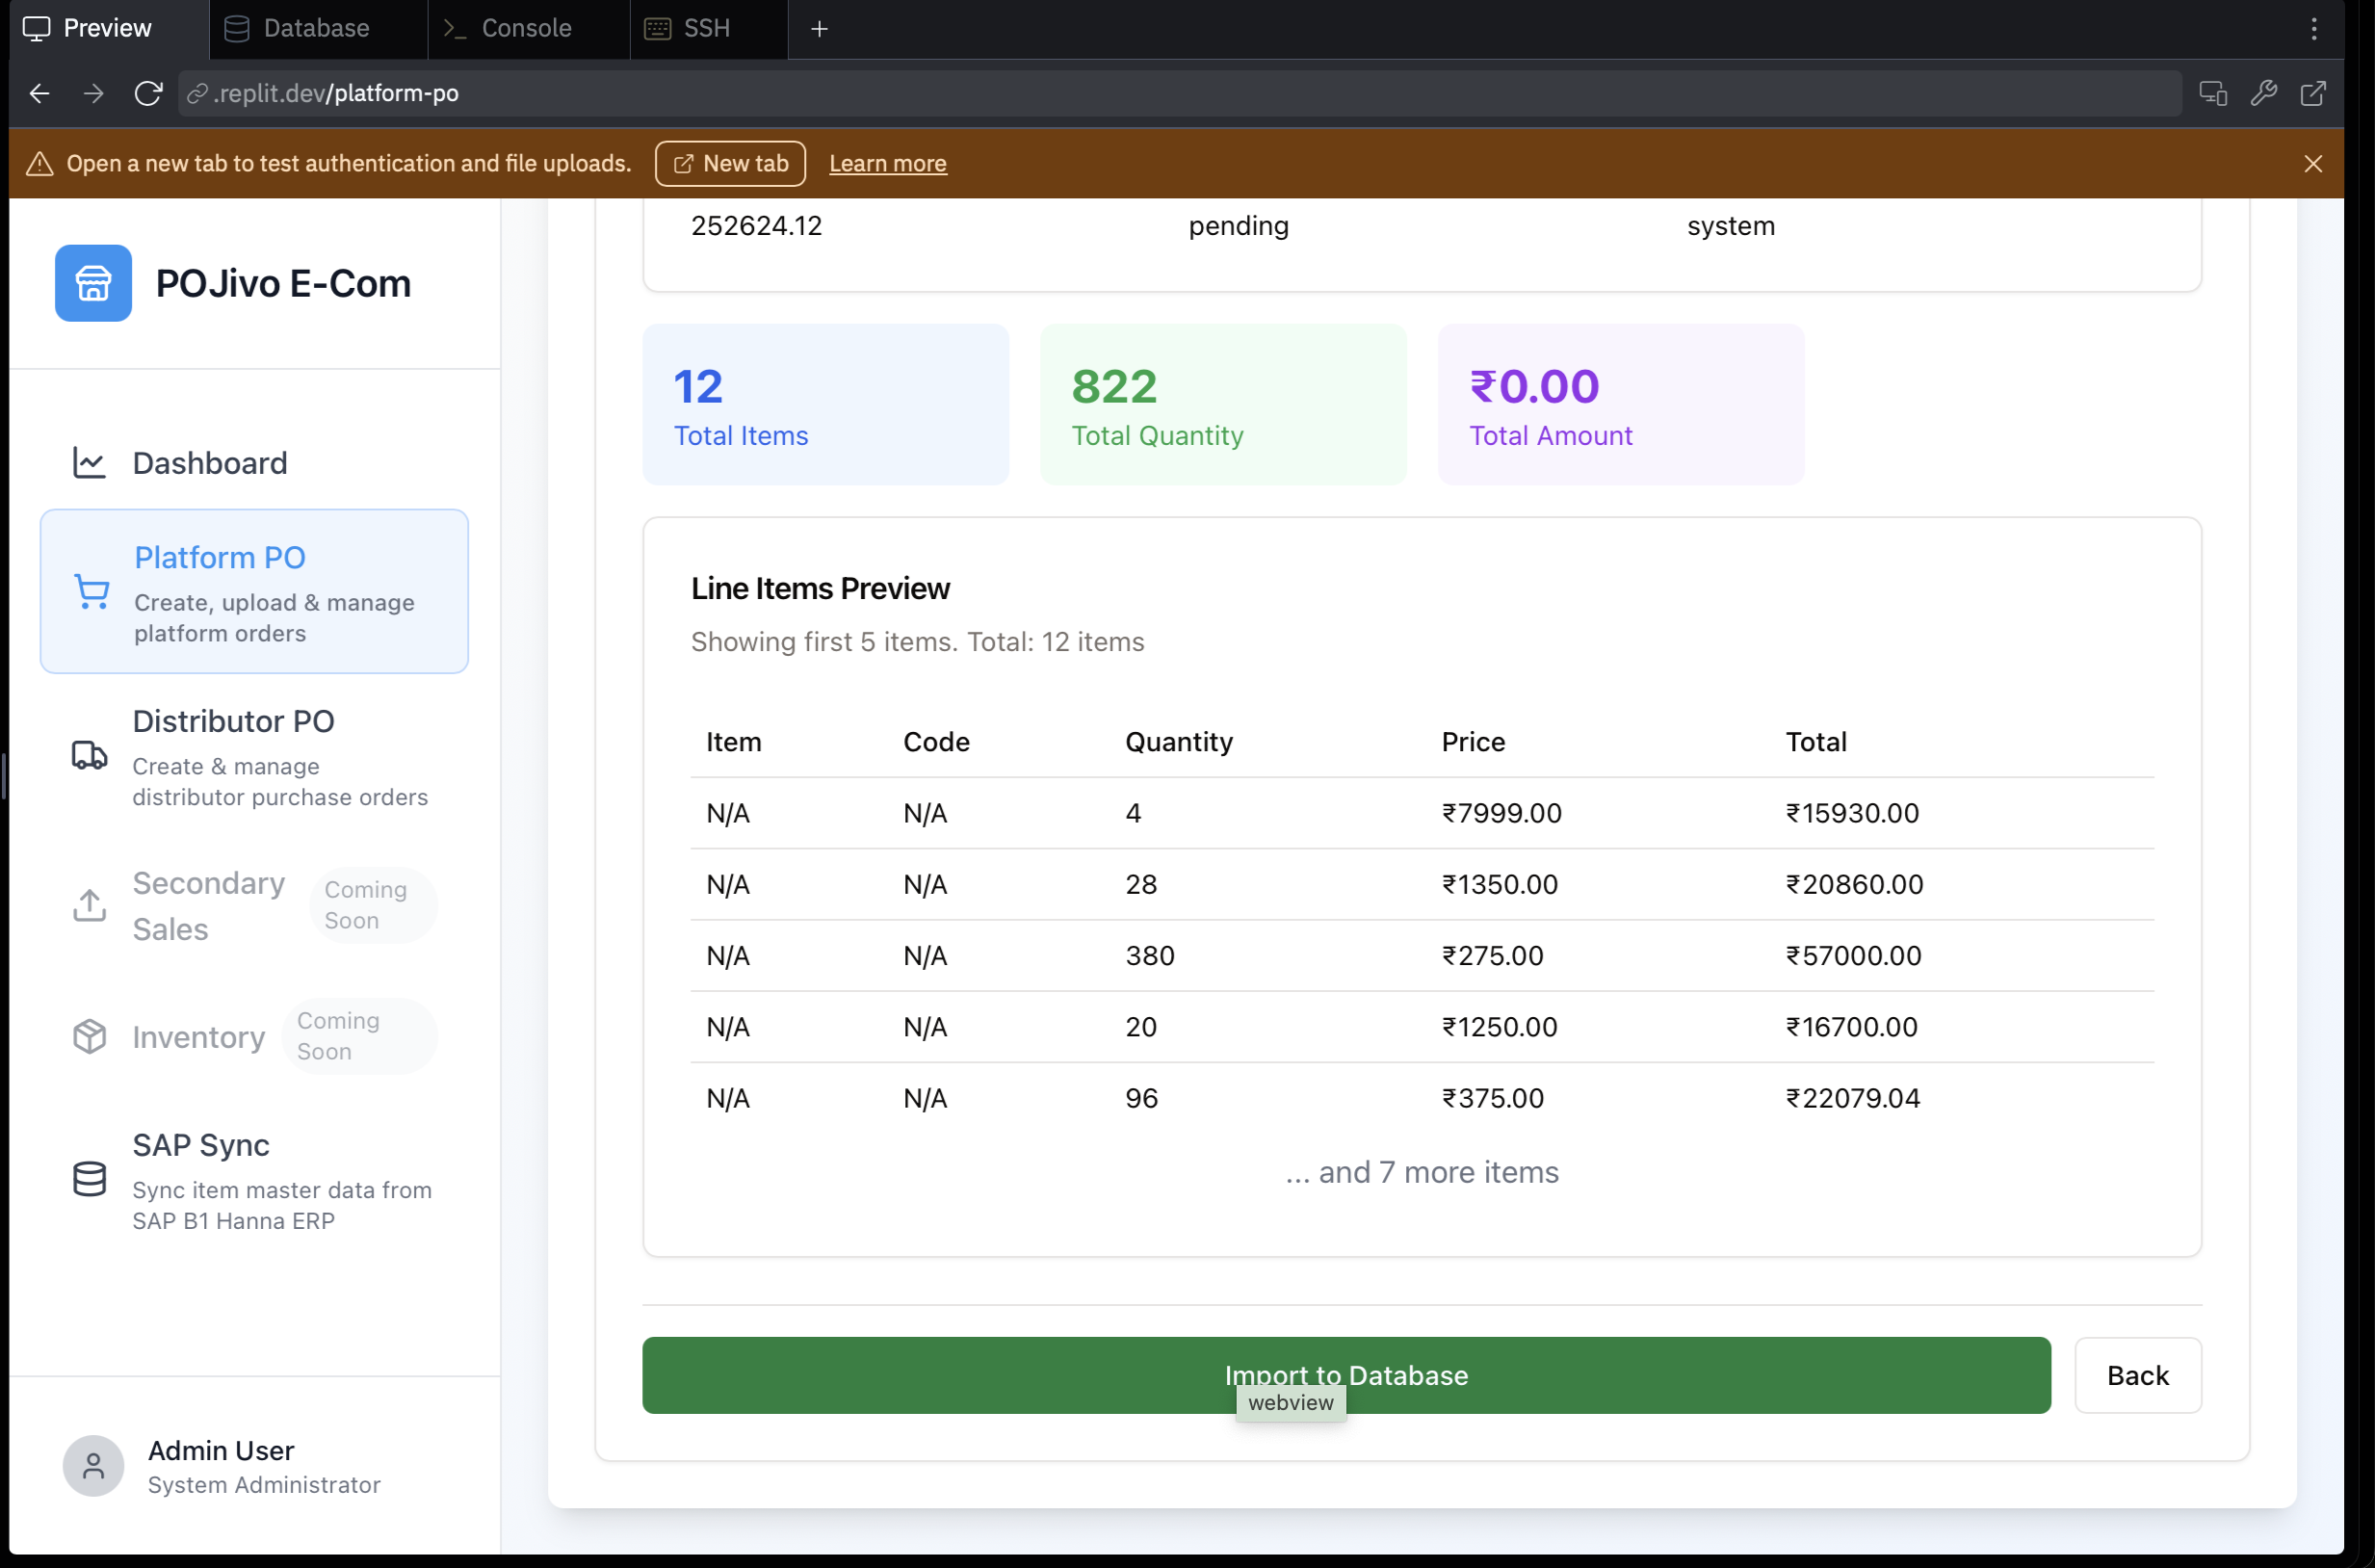 Preview
Database
Console
SSH
.replit.dev/platform-po
Open a new tab to test authentication and file uploads.
New tab
Learn more
POJivo E-Com
Dashboard
Platform PO
Create, upload & manage
platform orders
Distributor PO
Create & manage
distributor purchase orders
Secondary
Sales
Coming
Soon
Inventory
Coming
Soon
SAP Sync
Sync item master data from
SAP B1 Hanna ERP
Admin User
System Administrator
252624.12 pending system
12
Total Items
822
Total Quantity
₹0.00
Total Amount
Line Items Preview
Showing first 5 items. Total: 12 items
Item Code Quantity Price Total
N/A N/A 4 ₹7999.00 ₹15930.00
N/A N/A 28 ₹1350.00 ₹20860.00
N/A N/A 380 ₹275.00 ₹57000.00
N/A N/A 20 ₹1250.00 ₹16700.00
N/A N/A 96 ₹375.00 ₹22079.04
... and 7 more items
Import to Database
webview
Back